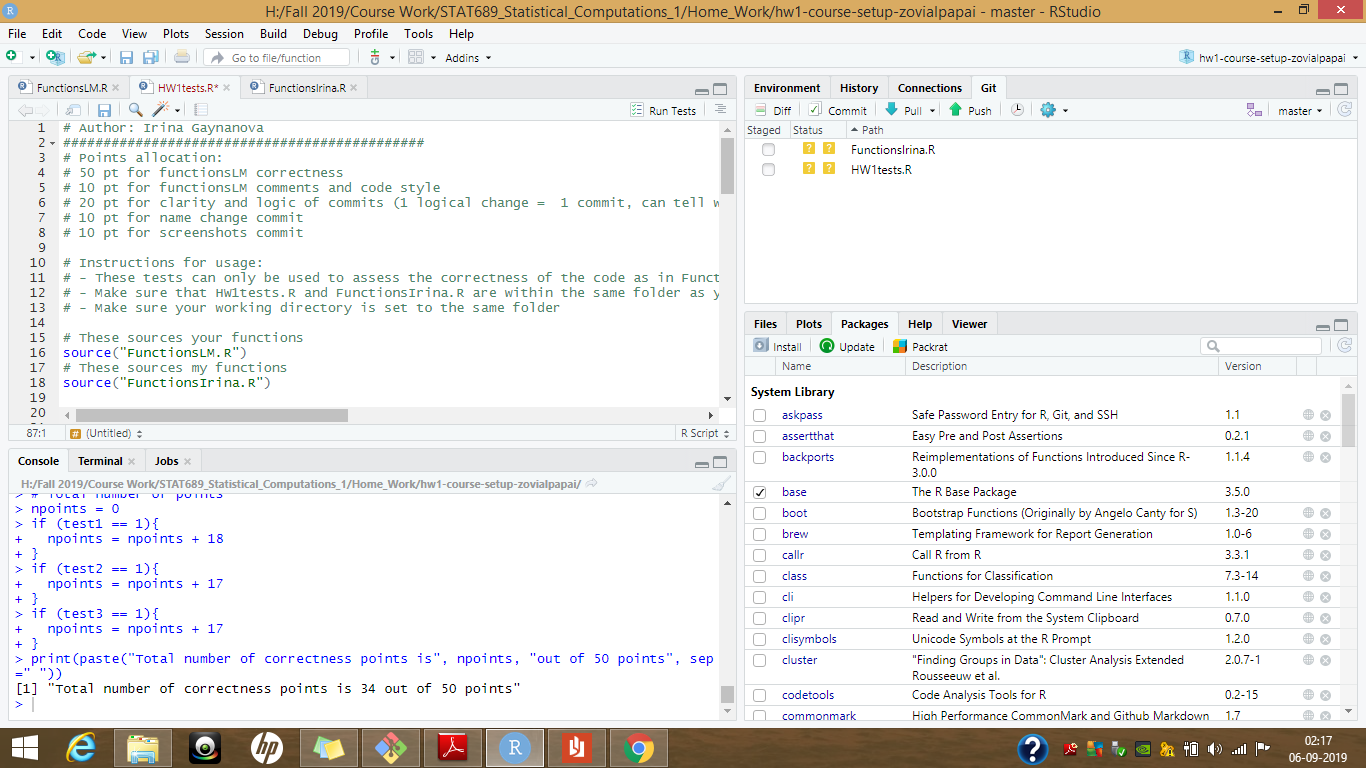 H:/Fall 2019/Course Work/STAT689_Statistical_Computations_1/Home_Work/hw1-course-setup-zovialpapai - master - RStudio
File Edit Code View Plots Session Build Debug Profile Tools Help
Go to file/function Addins hw1-course-setup-zovialpapai
FunctionsLM.R HW1tests.R* FunctionsIrina.R
Run Tests
1 # Author: Irina Gaynanova
2 #############################################
3 # Points allocation:
4 # 50 pt for functionsLM correctness
5 # 10 pt for functionsLM comments and code style
6 # 20 pt for clarity and logic of commits (1 logical change =  1 commit, can tell w
7 # 10 pt for name change commit
8 # 10 pt for screenshots commit
9
10 # Instructions for usage:
11 # - These tests can only be used to assess the correctness of the code as in Funct
12 # - Make sure that HW1tests.R and FunctionsIrina.R are within the same folder as y
13 # - Make sure your working directory is set to the same folder
14
15 # These sources your functions
16 source("FunctionsLM.R")
17 # These sources my functions
18 source("FunctionsIrina.R")
19
20
87:1 # (Untitled) R Script
Console Terminal Jobs
H:/Fall 2019/Course Work/STAT689_Statistical_Computations_1/Home_Work/hw1-course-setup-zovialpapai/
> # Total number of points
> npoints = 0
> if (test1 == 1){
+   npoints = npoints + 18
+ }
> if (test2 == 1){
+   npoints = npoints + 17
+ }
> if (test3 == 1){
+   npoints = npoints + 17
+ }
> print(paste("Total number of correctness points is", npoints, "out of 50 points", sep
=" "))
[1] "Total number of correctness points is 34 out of 50 points"
>
Environment History Connections Git
Diff Commit Pull Push master
Staged Status Path
? ? FunctionsIrina.R
? ? HW1tests.R
Files Plots Packages Help Viewer
Install Update Packrat
Name Description Version
System Library
askpass Safe Password Entry for R, Git, and SSH 1.1
assertthat Easy Pre and Post Assertions 0.2.1
backports Reimplementations of Functions Introduced Since R-
3.0.0 1.1.4
base The R Base Package 3.5.0
boot Bootstrap Functions (Originally by Angelo Canty for S) 1.3-20
brew Templating Framework for Report Generation 1.0-6
callr Call R from R 3.3.1
class Functions for Classification 7.3-14
cli Helpers for Developing Command Line Interfaces 1.1.0
clipr Read and Write from the System Clipboard 0.7.0
clisymbols Unicode Symbols at the R Prompt 1.2.0
cluster "Finding Groups in Data": Cluster Analysis Extended
Rousseeuw et al. 2.0.7-1
codetools Code Analysis Tools for R 0.2-15
commonmark High Performance CommonMark and Github Markdown 1.7
02:17
06-09-2019